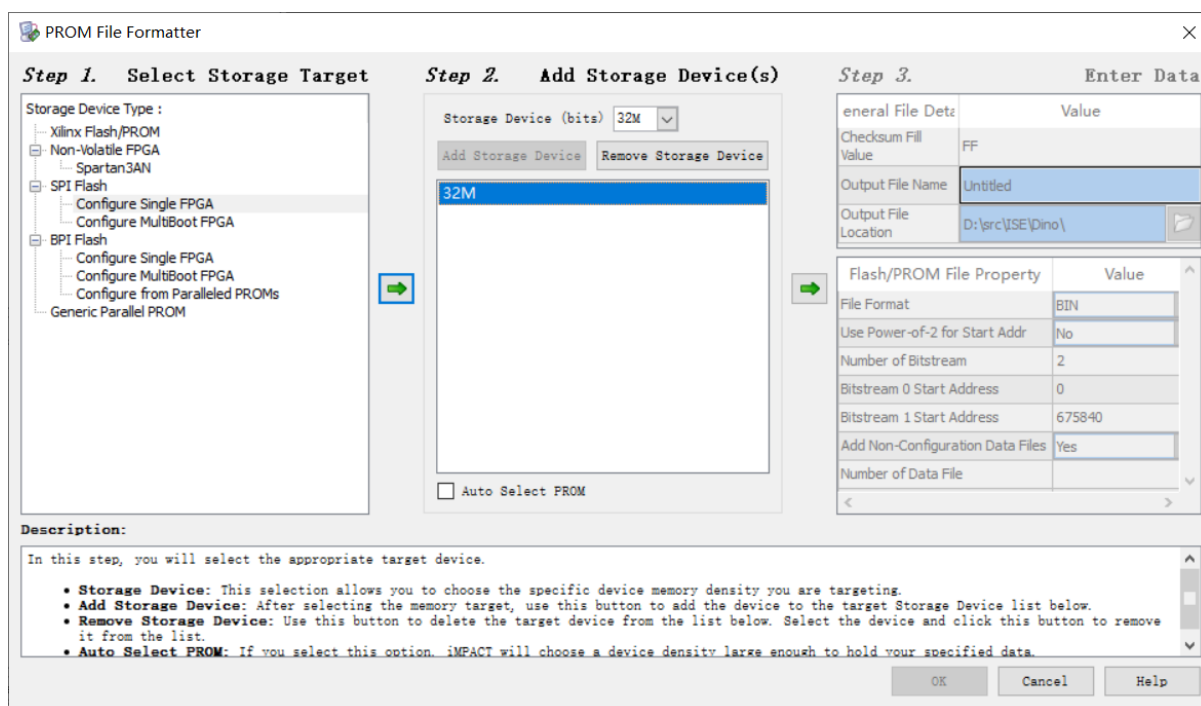 PROM File Formatter
Step 1. Select Storage Target
Storage Device Type :
Xilinx Flash/PROM
Non-Volatile FPGA
Spartan3AN
SPI Flash
Configure Single FPGA
Configure MultiBoot FPGA
BPI Flash
Configure Single FPGA
Configure MultiBoot FPGA
Configure from Paralleled PROMs
Generic Parallel PROM
Step 2. Add Storage Device(s)
Storage Device (bits) 32M
Add Storage Device Remove Storage Device
32M
Auto Select PROM
Step 3. Enter Data
eneral File Deta Value
Checksum Fill
Value FF
Output File Name Untitled
Output File
Location D:\src\ISE\Dino\
Flash/PROM File Property Value
File Format BIN
Use Power-of-2 for Start Addr No
Number of Bitstream 2
Bitstream 0 Start Address 0
Bitstream 1 Start Address 675840
Add Non-Configuration Data Files Yes
Number of Data File
Description:
In this step, you will select the appropriate target device.
• Storage Device: This selection allows you to choose the specific device memory density you are targeting.
• Add Storage Device: After selecting the memory target, use this button to add the device to the target Storage Device list below.
• Remove Storage Device: Use this button to delete the target device from the list below. Select the device and click this button to remove
it from the list.
• Auto Select PROM: If you select this option, iMPACT will choose a device density large enough to hold your specified data.
OK Cancel Help